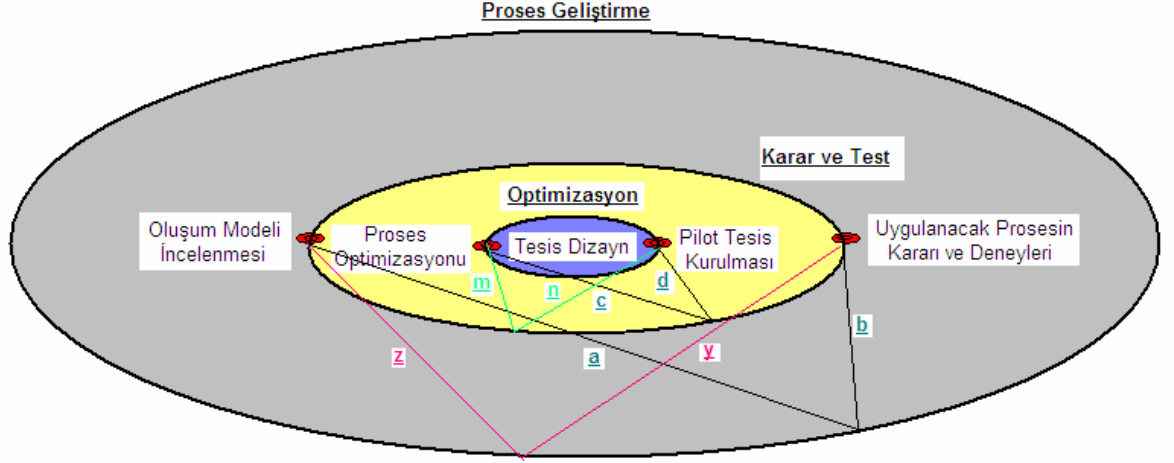 Proses Geliştirme
Karar ve Test
Optimizasyon
Oluşum Modeli
İncelenmesi
Proses
Optimizasyonu
Tesis Dizayn
Pilot Tesis
Kurulması
Uygulanacak Prosesin
Kararı ve Deneyleri
m
n
c
d
b
z
a
y